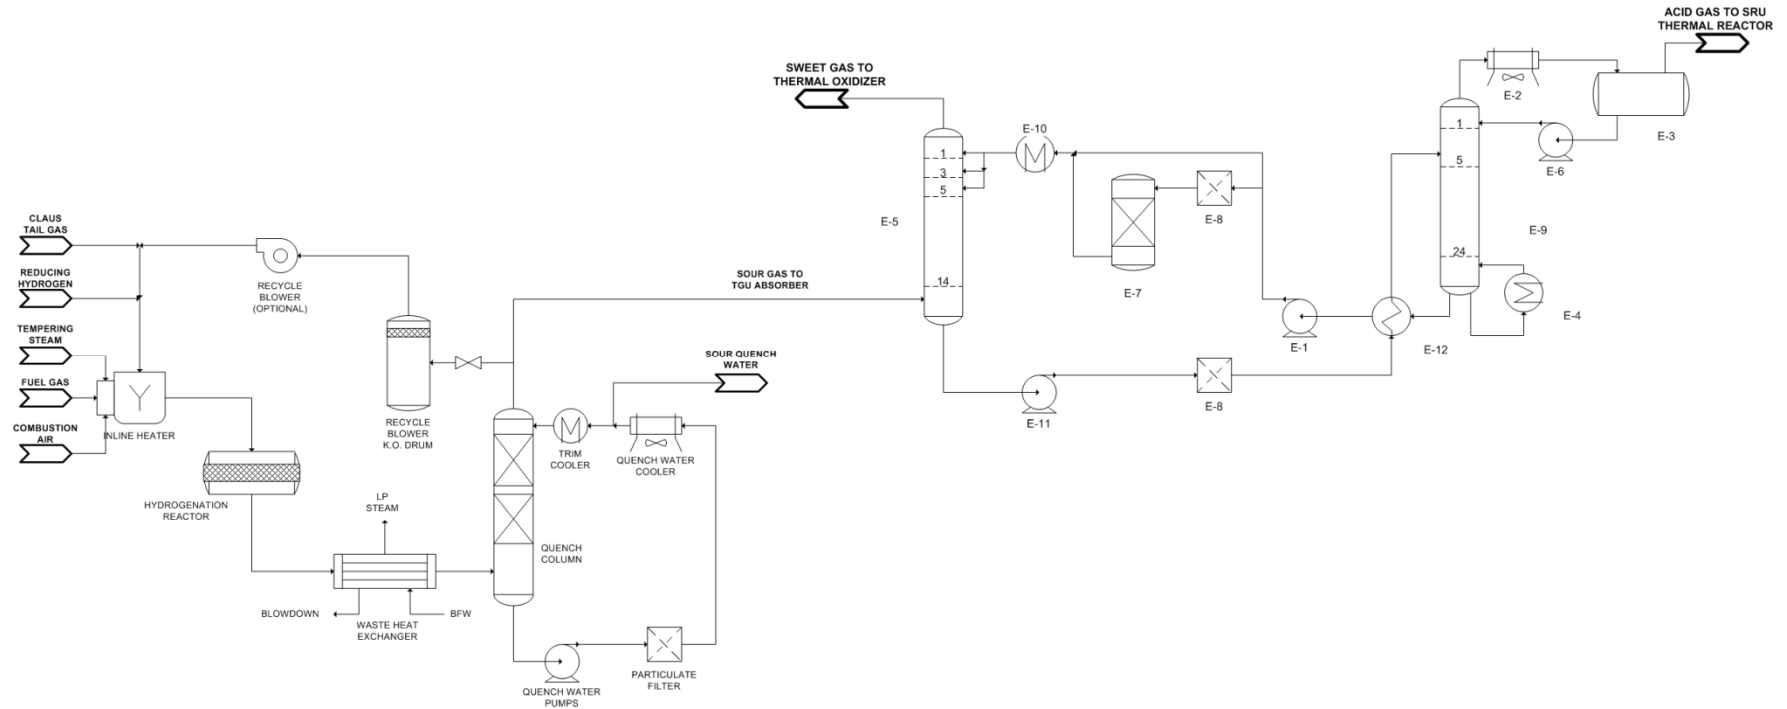 ACID GAS TO SRU
THERMAL REACTOR
SWEET GAS TO
THERMAL OXIDIZER
E-2
E-3
E-10
1
3
5
14
E-5
E-8
E-7
1
5
24
E-6
E-9
E-4
E-12
E-1
E-8
E-11
CLAUS
TAIL GAS
REDUCING
HYDROGEN
TEMPERING
STEAM
FUEL GAS
COMBUSTION
AIR
INLINE HEATER
RECYCLE
BLOWER
(OPTIONAL)
SOUR GAS TO
TGU ABSORBER
SOUR QUENCH
WATER
RECYCLE
BLOWER
K.O. DRUM
TRIM
COOLER
QUENCH WATER
COOLER
HYDROGENATION
REACTOR
LP
STEAM
QUENCH
COLUMN
BLOWDOWN
BFW
WASTE HEAT
EXCHANGER
PARTICULATE
FILTER
QUENCH WATER
PUMPS